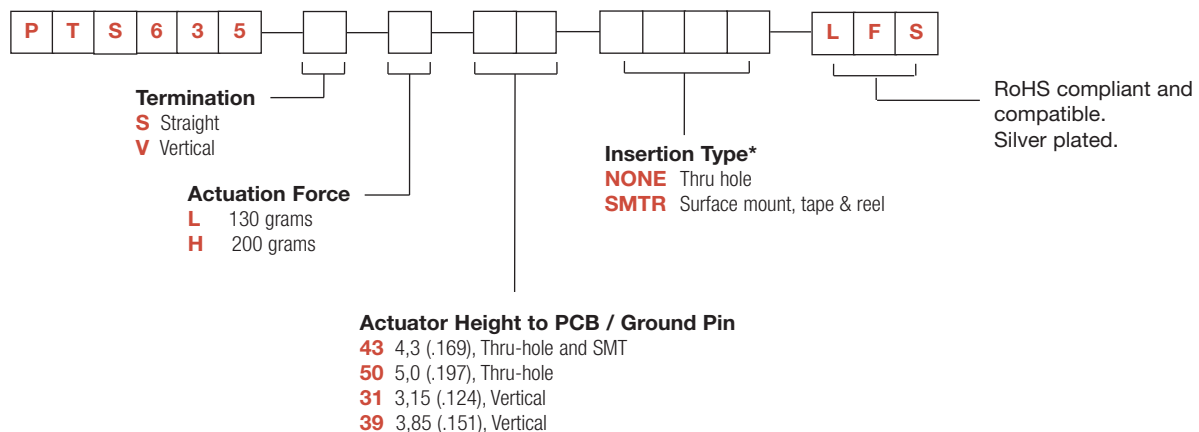 P T S 6 3 5 L F S
Termination
S Straight
V Vertical
Actuation Force
L 130 grams
H 200 grams
Actuator Height to PCB / Ground Pin
43 4,3 (.169), Thru-hole and SMT
50 5,0 (.197), Thru-hole
31 3,15 (.124), Vertical
39 3,85 (.151), Vertical
Insertion Type*
NONE Thru hole
SMTR Surface mount, tape & reel
RoHS compliant and
compatible.
Silver plated.